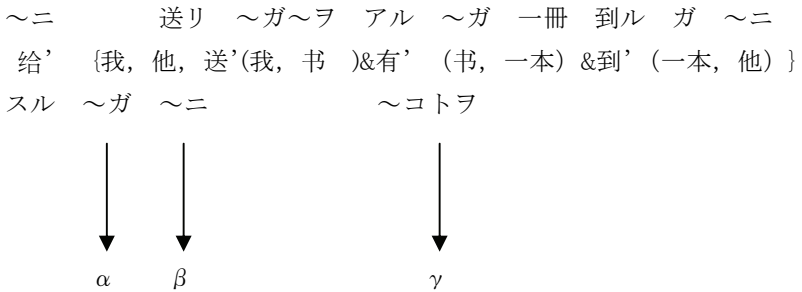 ～ニ 送リ ～ガ～ヲ アル ～ガ 一冊 到ル ガ ～ニ
给’ {我，他，送’(我，书 )&有’ (书，一本) &到’ (一本，他) }
スル ～ガ ～ニ ～コトヲ
α β γ